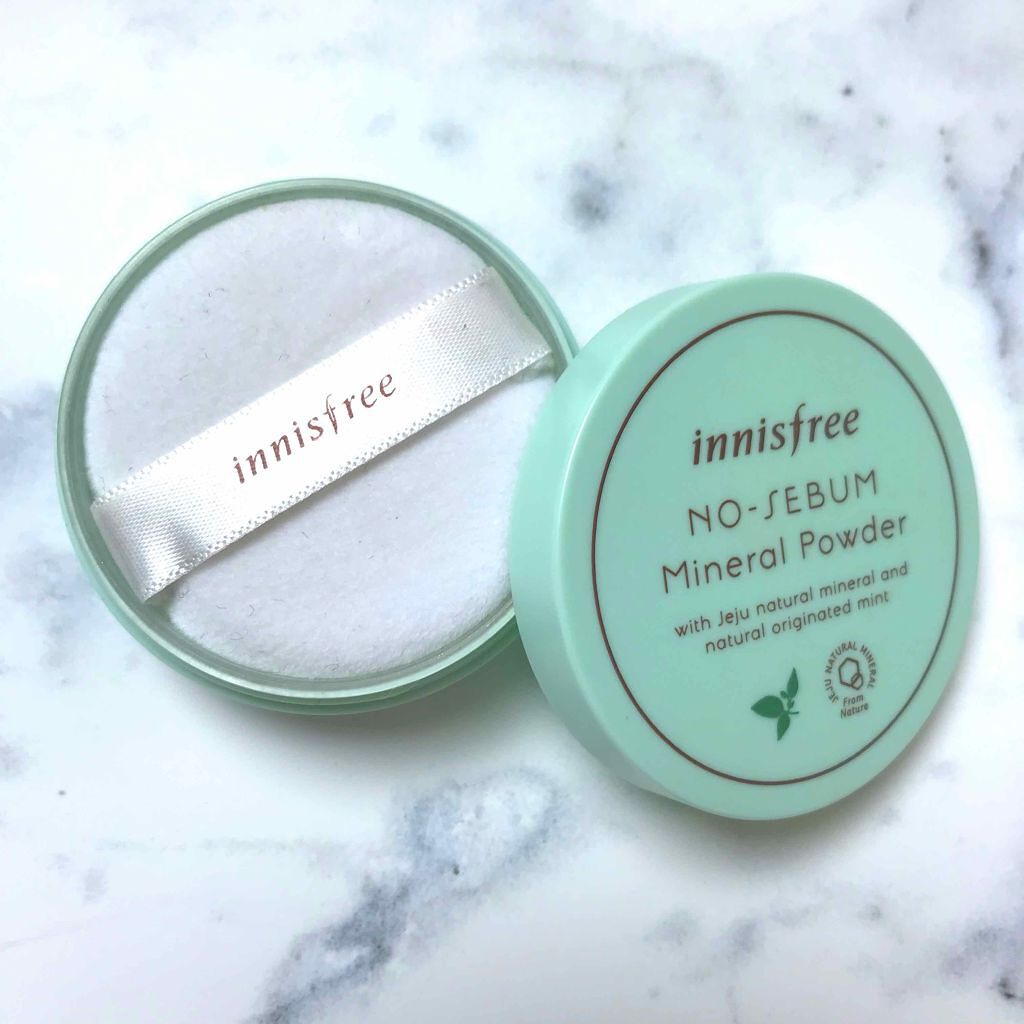 innisfree
innisfree
NO-SEBUM
Mineral Powder
with Jeju natural mineral and
natural originated mint
JEJU NATURAL MINERAL
From
Nature